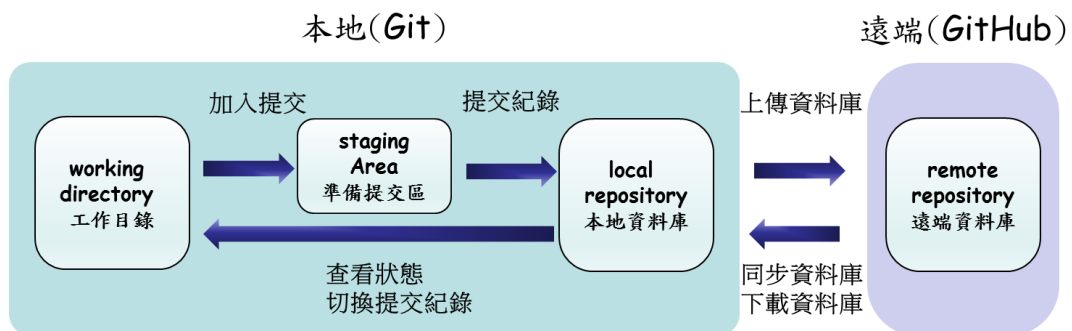 本地(Git)
遠端(GitHub)
加入提交
提交紀錄
上傳資料庫
working
directory
工作目錄
staging
Area
準備提交區
local
repository
本地資料庫
remote
repository
遠端資料庫
查看狀態
切換提交紀錄
同步資料庫
下載資料庫